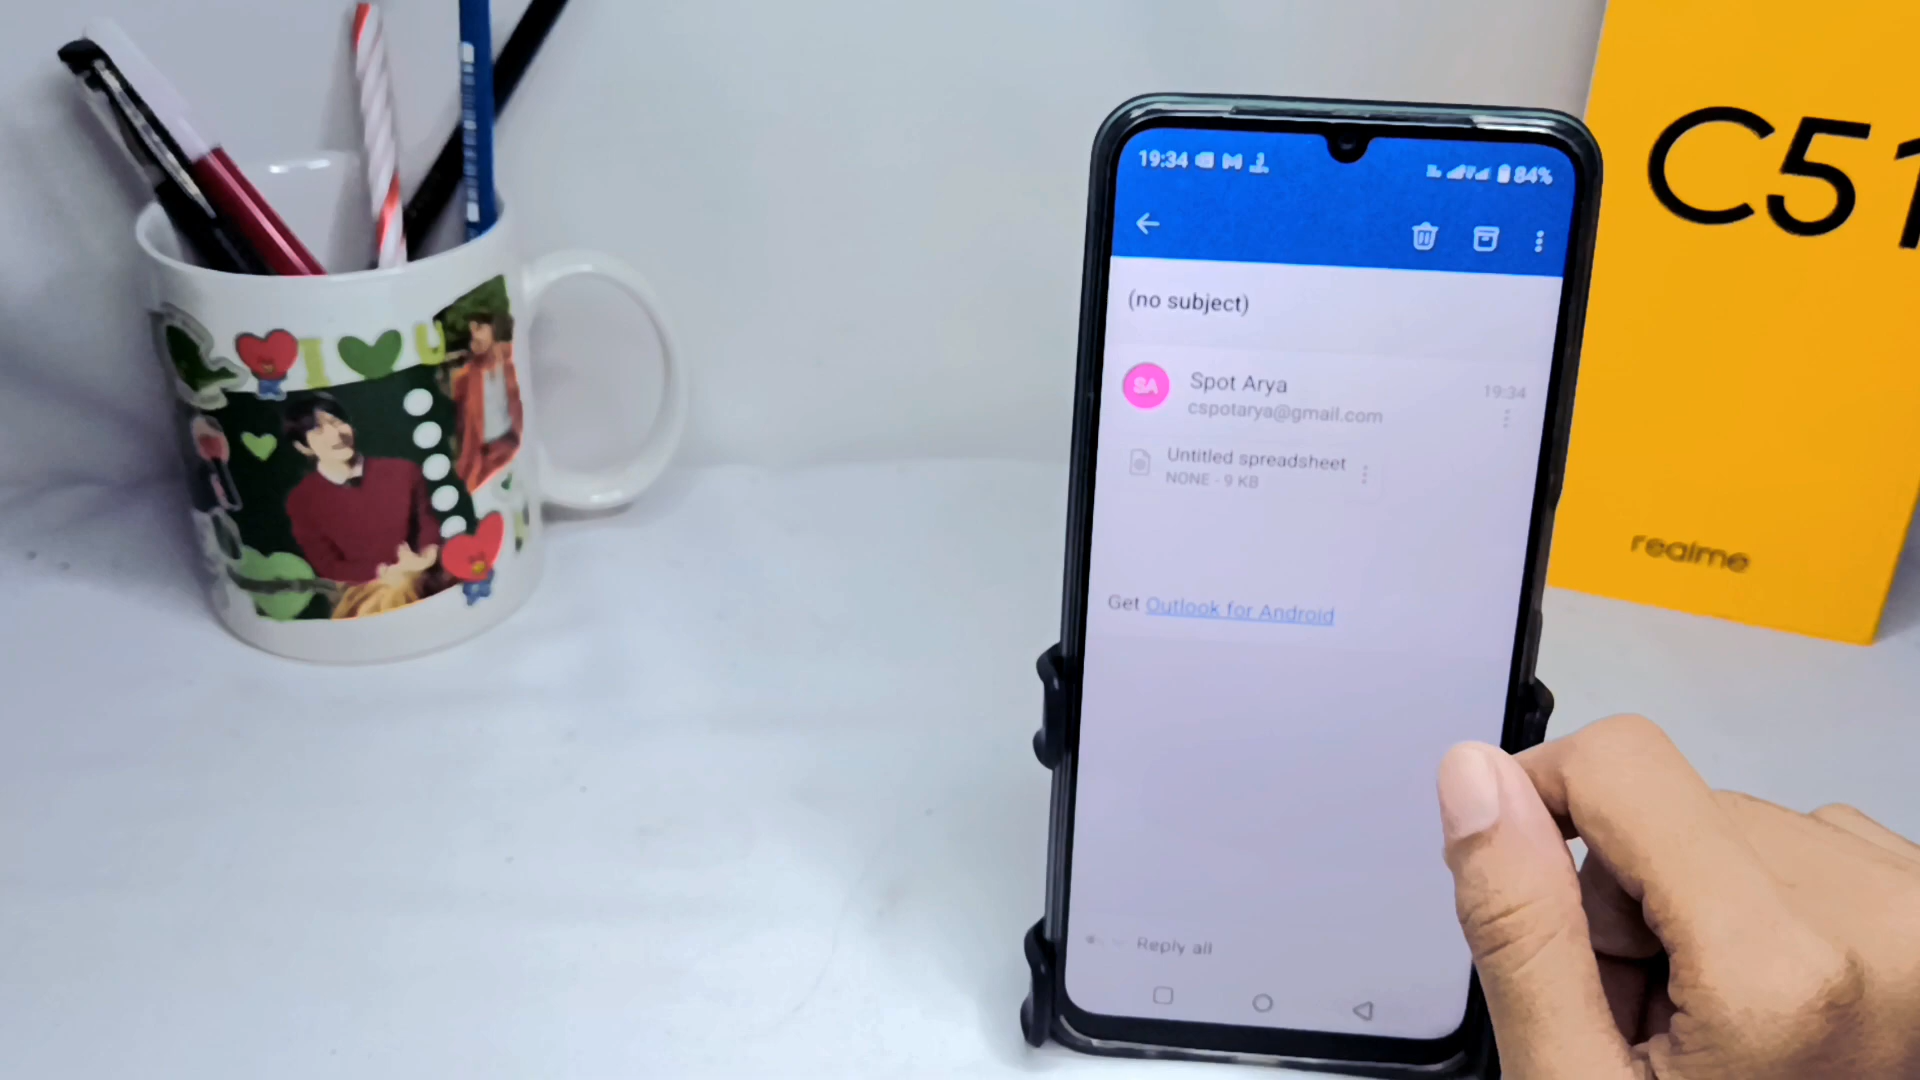 I U
19:34
84%
(no subject)
SA
Spot Arya
19:34
cspotarya@gmail.com
Untitled spreadsheet
NONE - 9 KB
Get Outlook for Android
Reply all
C51
realme